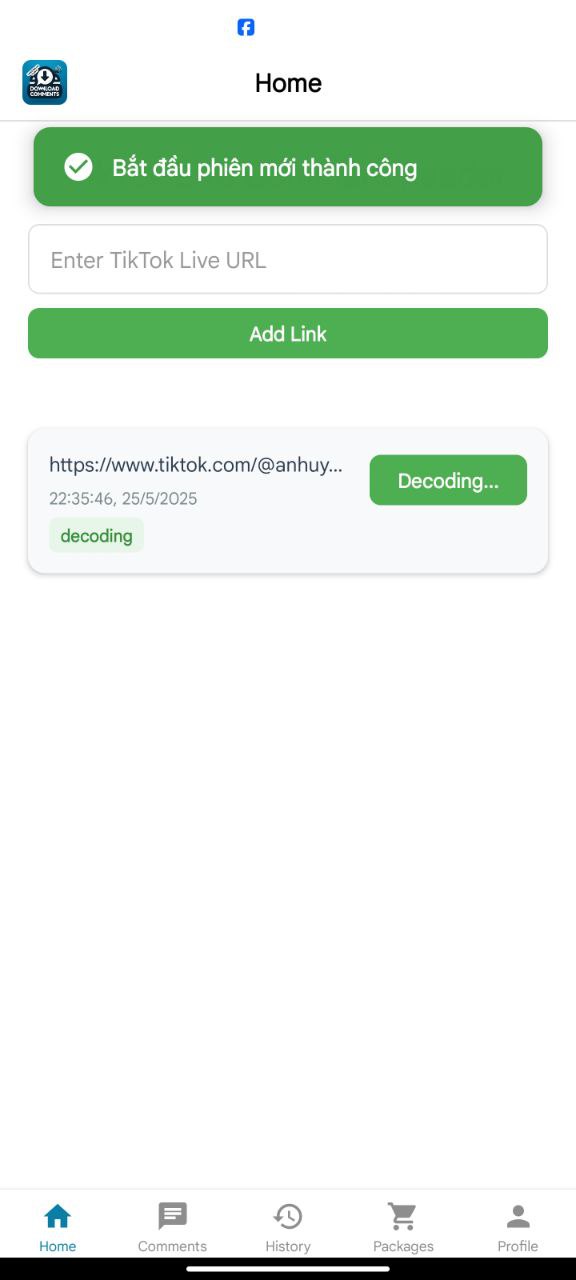 DOWNLOAD
COMMENTS
Home
Bắt đầu phiên mới thành công
Enter TikTok Live URL
Add Link
https://www.tiktok.com/@anhuy...
Decoding...
22:35:46, 25/5/2025
decoding
Home
Comments
History
Packages
Profile